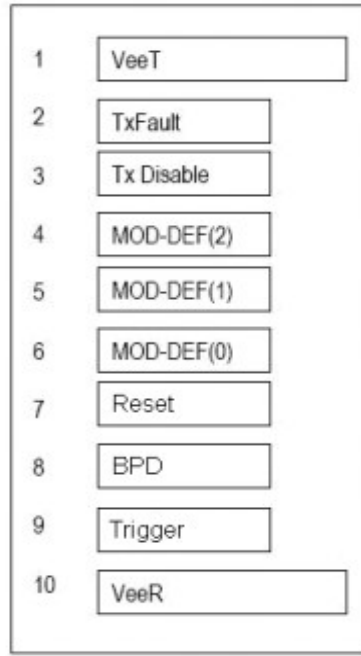 1 VeeT
2 TxFault
3 Tx Disable
4 MOD-DEF(2)
5 MOD-DEF(1)
6 MOD-DEF(0)
7 Reset
8 BPD
9 Trigger
10 VeeR